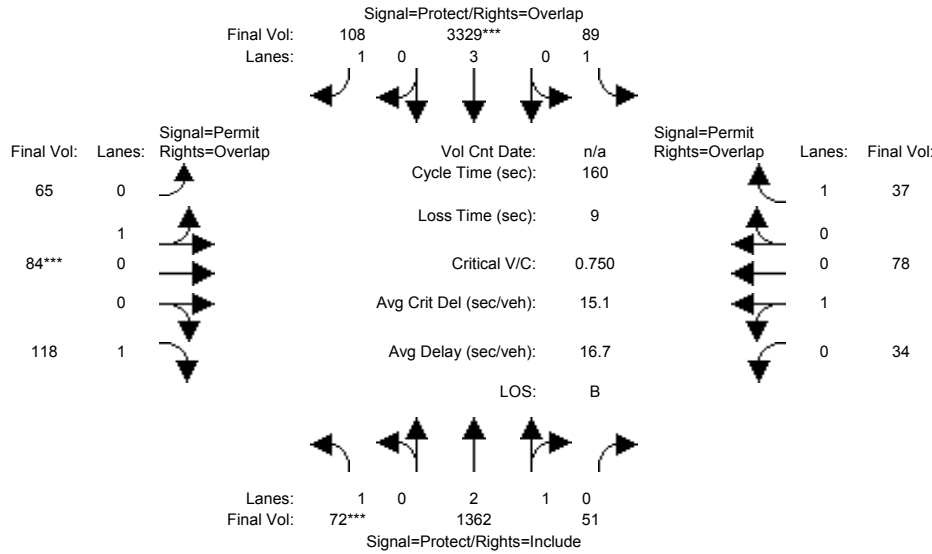 Signal=Protect/Rights=Overlap
Final Vol: 108 3329*** 89
Lanes: 1 0 3 0 1
Signal=Permit Signal=Permit
Final Vol: Lanes: Rights=Overlap Vol Cnt Date: n/a Rights=Overlap Lanes: Final Vol:
Cycle Time (sec): 160
65 0 1 37
Loss Time (sec): 9
1 0
84*** 0 Critical V/C: 0.750 0 78
0 Avg Crit Del (sec/veh): 15.1 1
118 1 Avg Delay (sec/veh): 16.7 0 34
LOS: B
Lanes: 1 0 2 1 0
Final Vol: 72*** 1362 51
Signal=Protect/Rights=Include